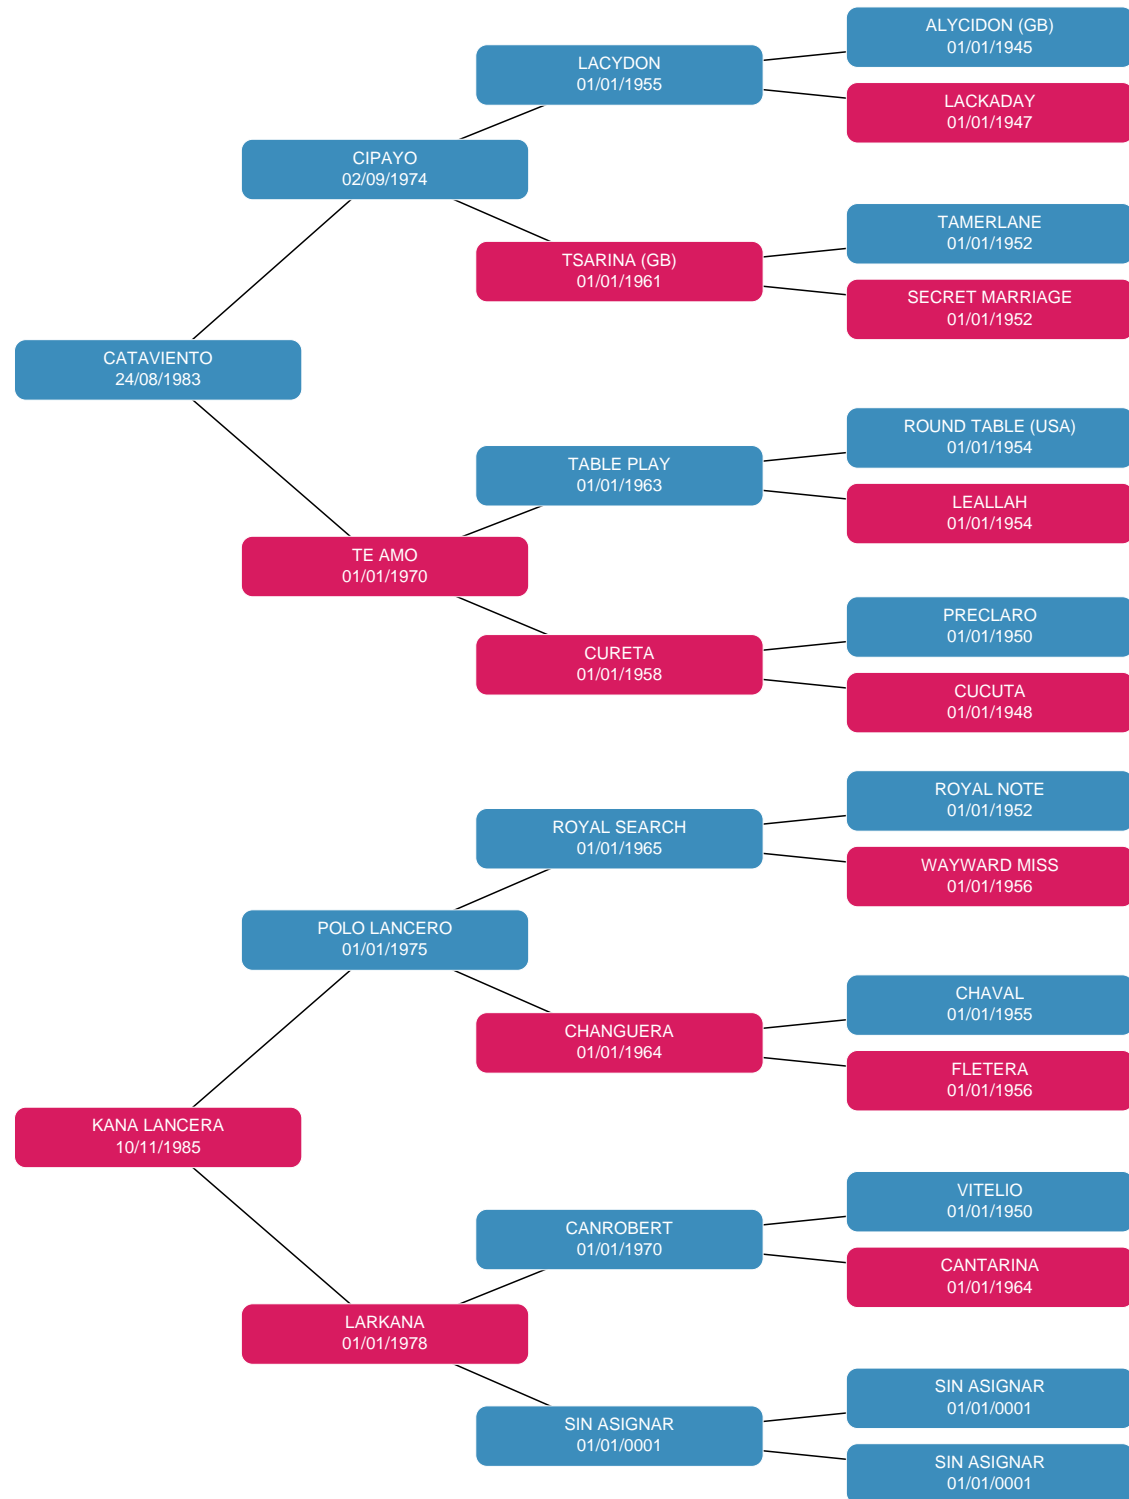 ALYCIDON (GB)
01/01/1945
LACYDON
01/01/1955
LACKADAY
01/01/1947
CIPAYO
02/09/1974
TAMERLANE
01/01/1952
TSARINA (GB)
01/01/1961
SECRET MARRIAGE
01/01/1952
CATAVIENTO
24/08/1983
ROUND TABLE (USA)
01/01/1954
TABLE PLAY
01/01/1963
LEALLAH
01/01/1954
TE AMO
01/01/1970
PRECLARO
01/01/1950
CURETA
01/01/1958
CUCUTA
01/01/1948
ROYAL NOTE
01/01/1952
ROYAL SEARCH
01/01/1965
WAYWARD MISS
01/01/1956
POLO LANCERO
01/01/1975
CHAVAL
01/01/1955
CHANGUERA
01/01/1964
FLETERA
01/01/1956
KANA LANCERA
10/11/1985
VITELIO
01/01/1950
CANROBERT
01/01/1970
CANTARINA
01/01/1964
LARKANA
01/01/1978
SIN ASIGNAR
01/01/0001
SIN ASIGNAR
01/01/0001
SIN ASIGNAR
01/01/0001